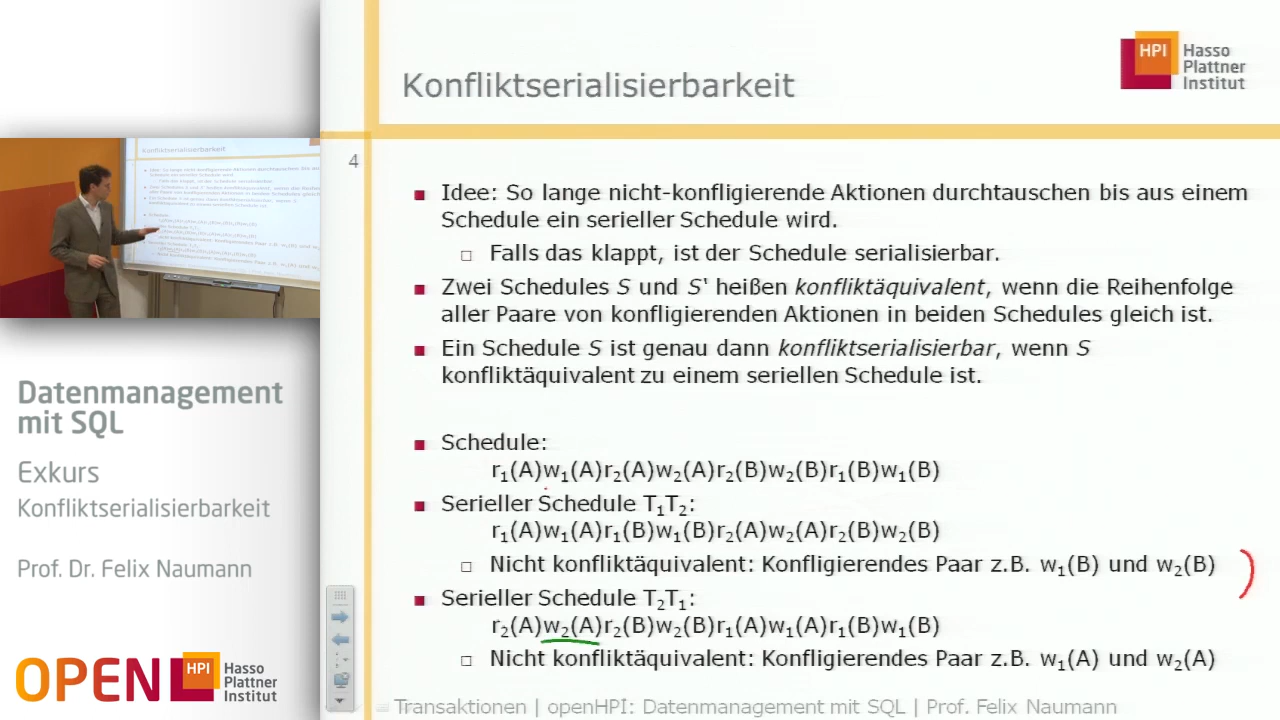 Konfliktserialisierbarkeit
HPI Hasso
Plattner
Institut
4
Idee: So lange nicht-konfligierende Aktionen durchtauschen bis aus einem
Schedule ein serieller Schedule wird.
Falls das klappt, ist der Schedule serialisierbar.
Zwei Schedules S und S' heißen konfliktäquivalent, wenn die Reihenfolge
aller Paare von konfligierenden Aktionen in beiden Schedules gleich ist.
Ein Schedule S ist genau dann konfliktserialisierbar, wenn S
konfliktäquivalent zu einem seriellen Schedule ist.
Schedule:
r₁(A)w₁(A)r₂(A)w₂(A)r₂(B)w₂(B)r₁(B)w₁(B)
Serieller Schedule T₁T₂:
r₁(A)w₁(A)r₁(B)w₁(B)r₂(A)w₂(A)r₂(B)w₂(B)
Nicht konfliktäquivalent: Konfligierendes Paar z.B. w₁(B) und w₂(B)
Serieller Schedule T₂T₁:
r₂(A)w₂(A)r₂(B)w₂(B)r₁(A)w₁(A)r₁(B)w₁(B)
Nicht konfliktäquivalent: Konfligierendes Paar z.B. w₁(A) und w₂(A)
Transaktionen | openHPI: Datenmanagement mit SQL | Prof. Felix Naumann
Konfliktserialisierbarkeit
Datenmanagement
mit SQL
Exkurs
Konfliktserialisierbarkeit
Prof. Dr. Felix Naumann
OPEN HPI Hasso
Plattner
Institut